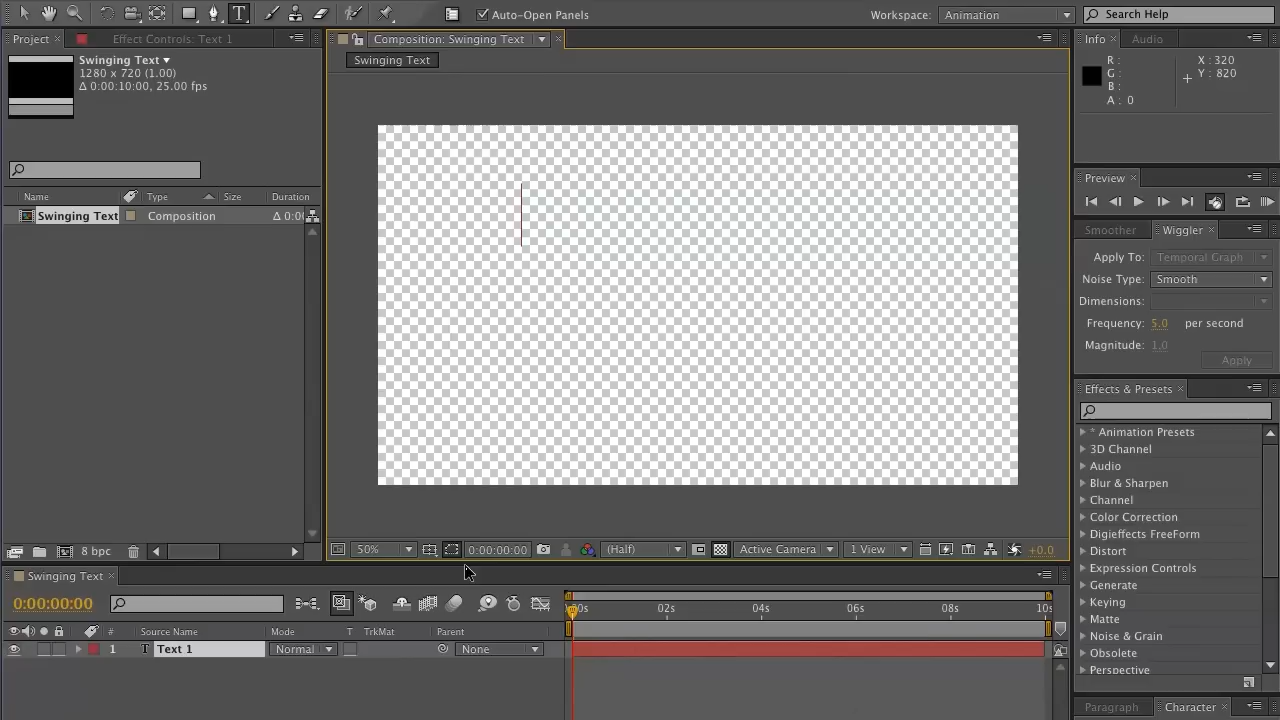 T
Auto-Open Panels
Workspace: Animation
Search Help
Project
Effect Controls: Text 1
Composition: Swinging Text
Info
Audio
Swinging Text
1280 x 720 (1.00)
Δ 0:00:10:00, 25.00 fps
Swinging Text
R :
G :
B :
A : 0
X : 320
Y : 820
Preview
Name
Type
Size
Duration
Swinging Text
Composition
Δ 0:00
Smoother
Wiggler
Apply To: Temporal Graph
Noise Type: Smooth
Dimensions:
Frequency: 5.0 per second
Magnitude: 1.0
Apply
Effects & Presets
* Animation Presets
3D Channel
Audio
Blur & Sharpen
Channel
Color Correction
Digieffects FreeForm
Distort
Expression Controls
Generate
Keying
Matte
Noise & Grain
Obsolete
Perspective
8 bpc
50%
0:00:00:00
(Half)
Active Camera
1 View
+0.0
Swinging Text
0:00:00:00
02s
04s
06s
08s
10s
#
Source Name
Mode
T
TrkMat
Parent
1
T
Text 1
Normal
None
Paragraph
Character